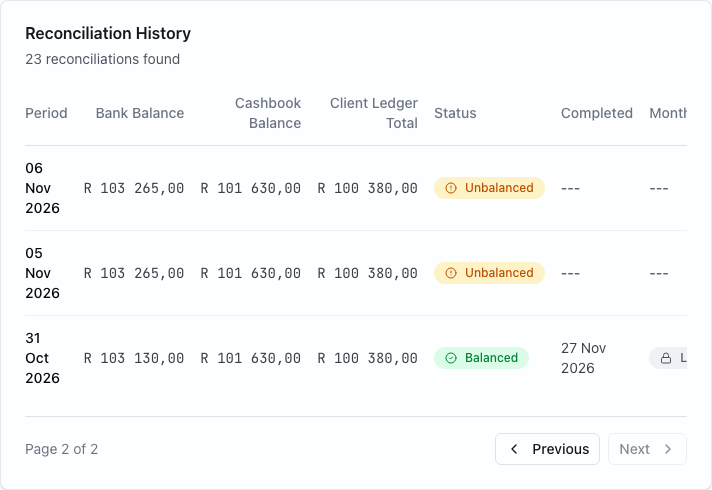 Reconciliation History
23 reconciliations found
Period Bank Balance Cashbook Balance Client Ledger Total Status Completed Month
06 Nov 2026 R 103 265,00 R 101 630,00 R 100 380,00 Unbalanced --- ---
05 Nov 2026 R 103 265,00 R 101 630,00 R 100 380,00 Unbalanced --- ---
31 Oct 2026 R 103 130,00 R 101 630,00 R 100 380,00 Balanced 27 Nov 2026 L
Page 2 of 2 Previous Next